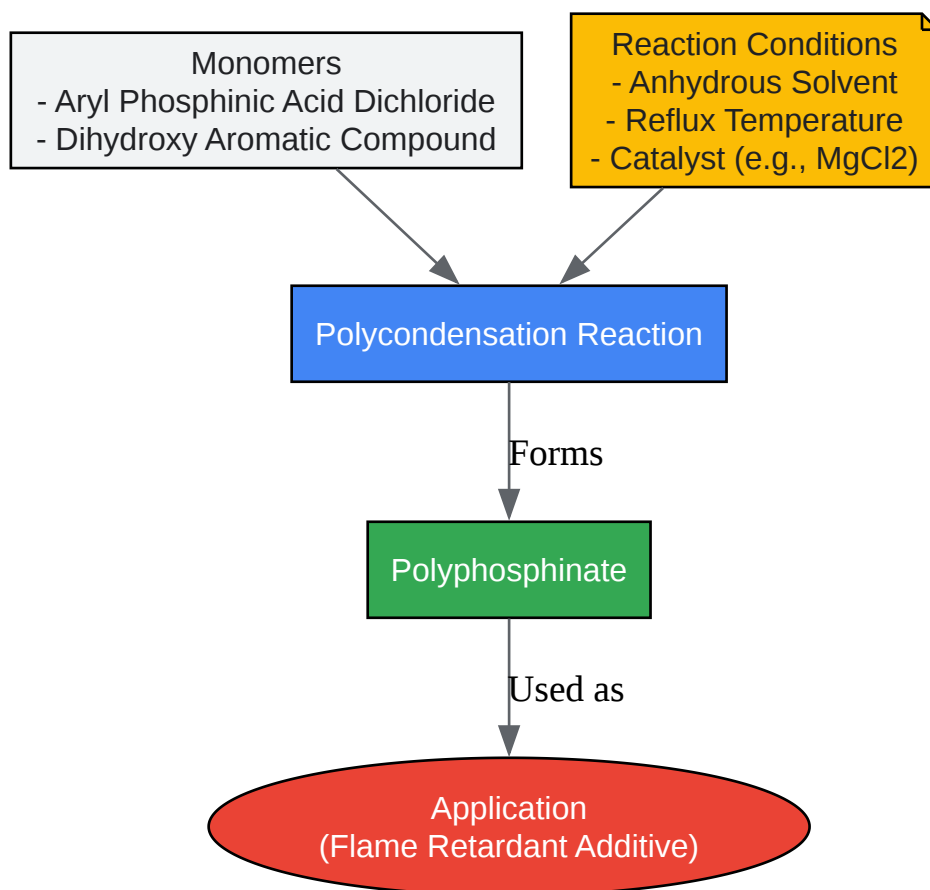 Monomers
- Aryl Phosphinic Acid Dichloride
- Dihydroxy Aromatic Compound
Reaction Conditions
- Anhydrous Solvent
- Reflux Temperature
- Catalyst (e.g., MgCl2)
Polycondensation Reaction
Forms
Polyphosphinate
Used as
Application
(Flame Retardant Additive)